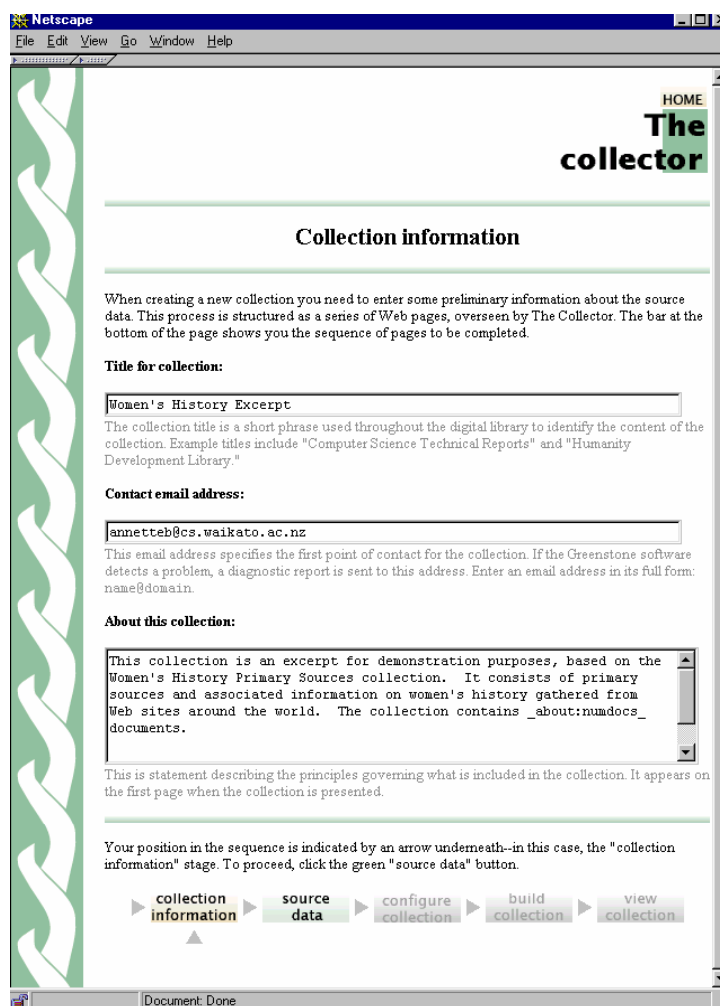 Netscape
File Edit View Go Window Help
HOME
The
collector
Collection information
When creating a new collection you need to enter some preliminary information about the source
data. This process is structured as a series of Web pages, overseen by The Collector. The bar at the
bottom of the page shows you the sequence of pages to be completed.
Title for collection:
Women's History Excerpt
The collection title is a short phrase used throughout the digital library to identify the content of the
collection. Example titles include "Computer Science Technical Reports" and "Humanity
Development Library."
Contact email address:
annetteb@cs.waikato.ac.nz
This email address specifies the first point of contact for the collection. If the Greenstone software
detects a problem, a diagnostic report is sent to this address. Enter an email address in its full form:
name@domain.
About this collection:
This collection is an excerpt for demonstration purposes, based on the
Women's History Primary Sources collection. It consists of primary
sources and associated information on women's history gathered from
Web sites around the world. The collection contains _about:numdocs_
documents.
This is statement describing the principles governing what is included in the collection. It appears on
the first page when the collection is presented.
Your position in the sequence is indicated by an arrow underneath--in this case, the "collection
information" stage. To proceed, click the green "source data" button.
collection information
source data
configure collection
build collection
view collection
Document: Done